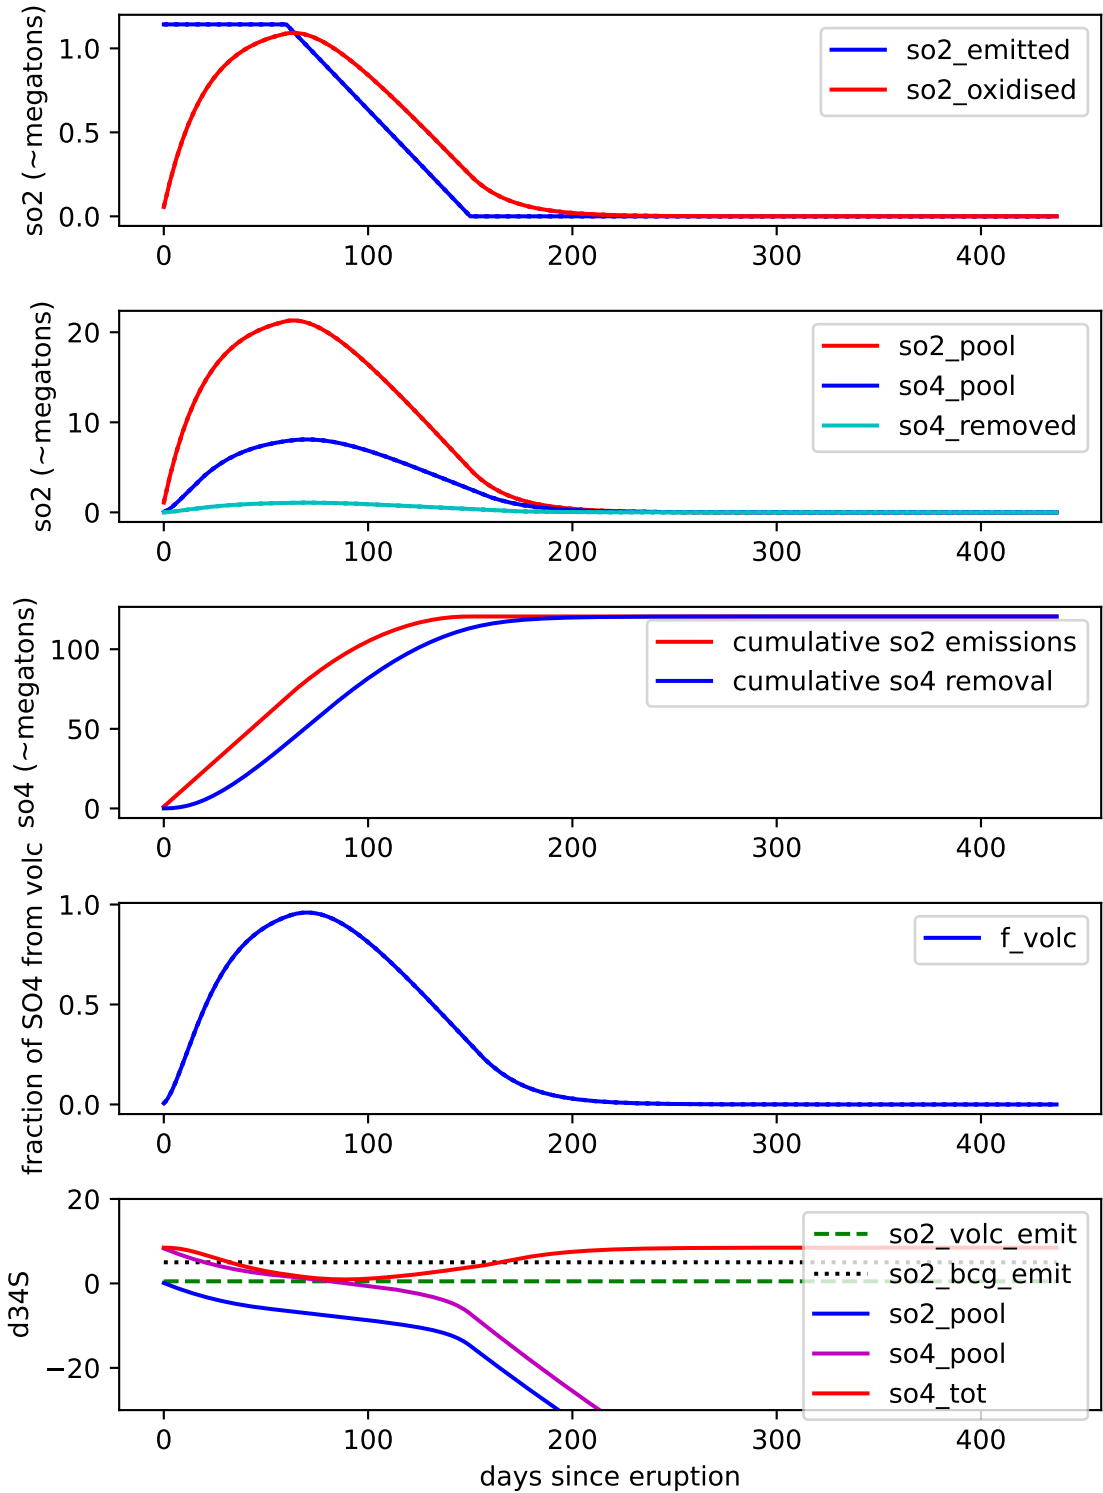 so2 (~megatons)
1.0
0.5
0.0
so2_emitted
so2_oxidised
0 100 200 300 400
so2 (~megatons)
20
10
0
so2_pool
so4_pool
so4_removed
0 100 200 300 400
so4 (~megatons)
100
50
0
cumulative so2 emissions
cumulative so4 removal
0 100 200 300 400
fraction of SO4 from volc
1.0
0.5
0.0
f_volc
0 100 200 300 400
d34S
20
0
−20
so2_volc_emit
so2_bcg_emit
so2_pool
so4_pool
so4_tot
0 100 200 300 400
days since eruption